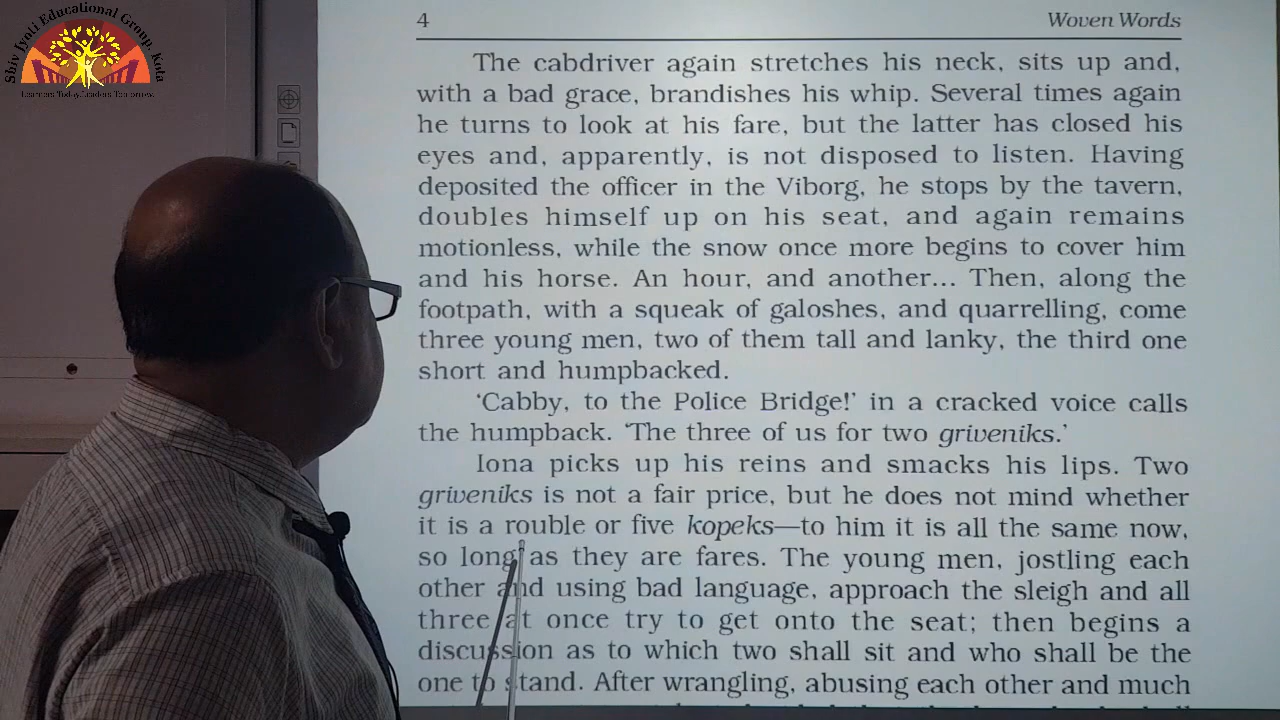 Shiv Jyoti Educational Group, Kota
Learners Today, Leaders Tomorrow.
4
Woven Words
The cabdriver again stretches his neck, sits up and,
with a bad grace, brandishes his whip. Several times again
he turns to look at his fare, but the latter has closed his
eyes and, apparently, is not disposed to listen. Having
deposited the officer in the Viborg, he stops by the tavern,
doubles himself up on his seat, and again remains
motionless, while the snow once more begins to cover him
and his horse. An hour, and another... Then, along the
footpath, with a squeak of galoshes, and quarrelling, come
three young men, two of them tall and lanky, the third one
short and humpbacked.
‘Cabby, to the Police Bridge!’ in a cracked voice calls
the humpback. ‘The three of us for two griveniks.’
Iona picks up his reins and smacks his lips. Two
griveniks is not a fair price, but he does not mind whether
it is a rouble or five kopeks—to him it is all the same now,
so long as they are fares. The young men, jostling each
other and using bad language, approach the sleigh and all
three at once try to get onto the seat; then begins a
discussion as to which two shall sit and who shall be the
one to stand. After wrangling, abusing each other and much